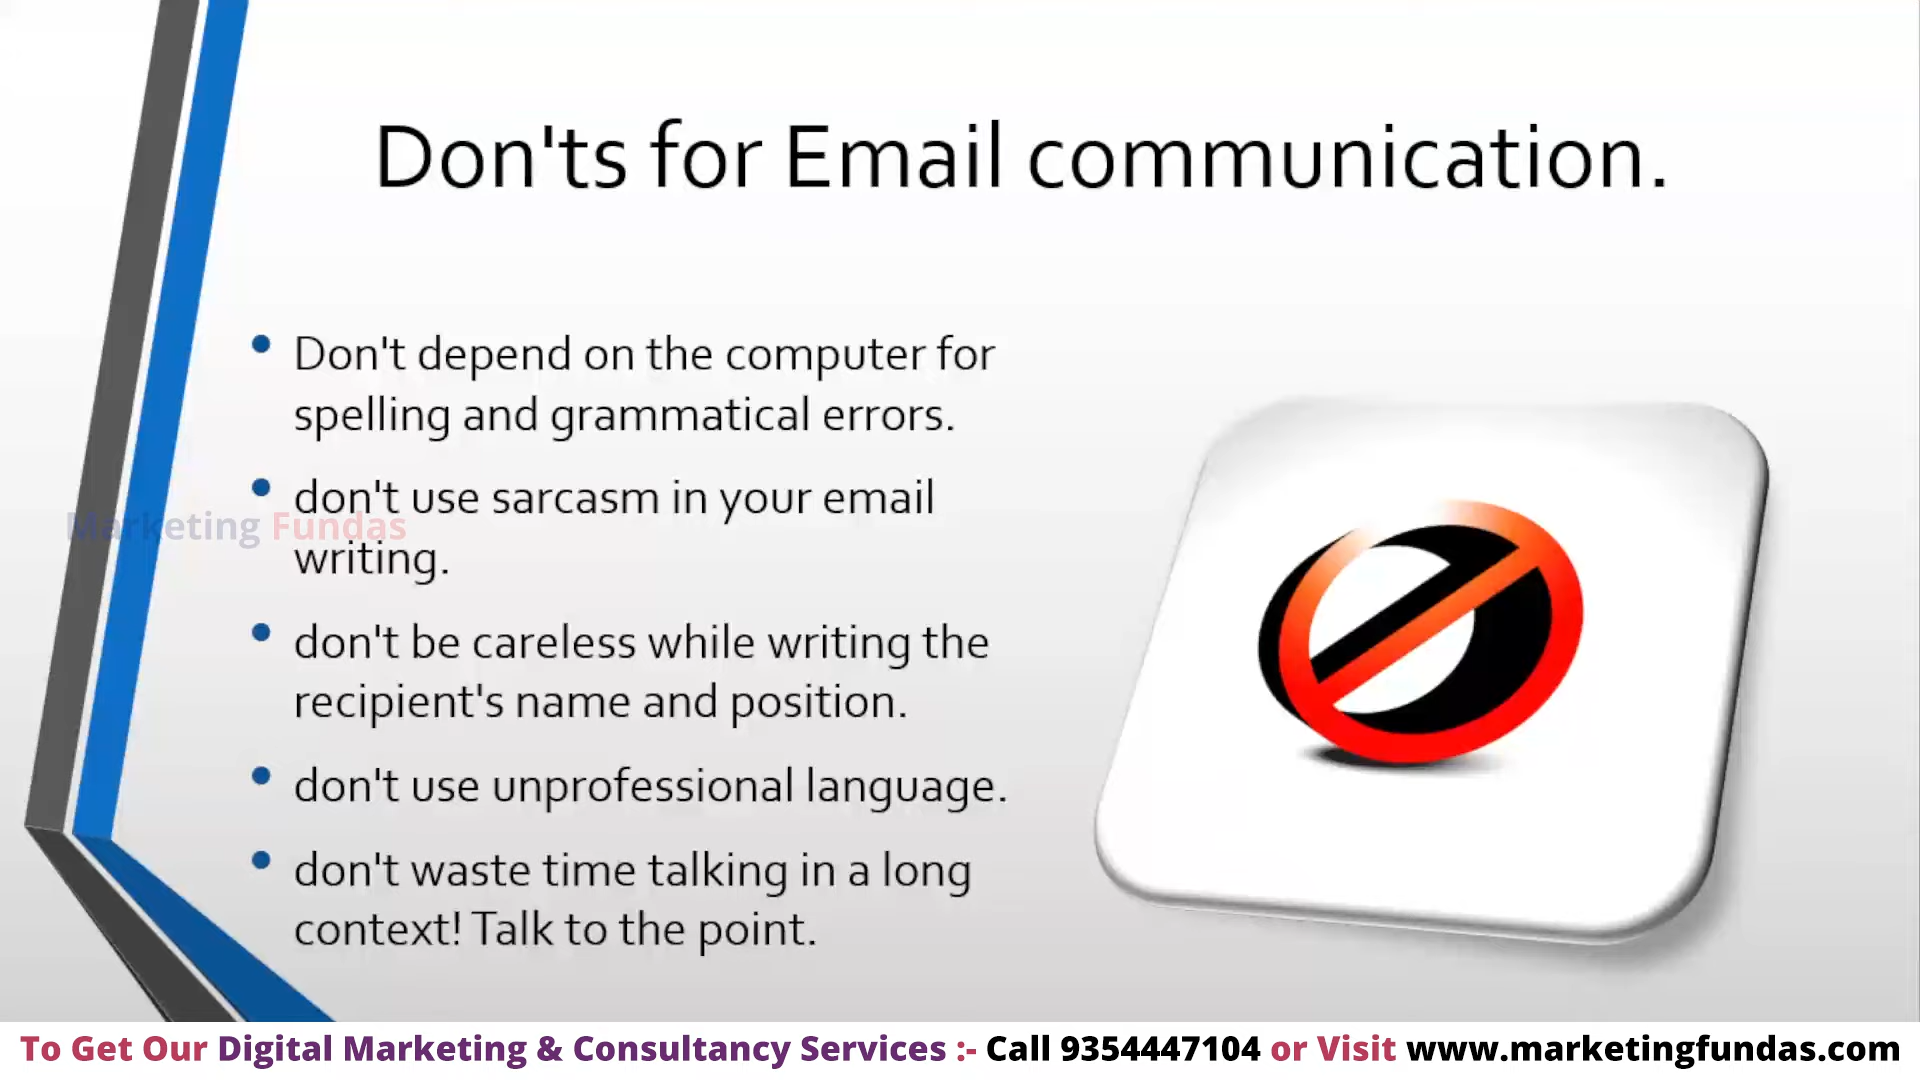 Don'ts for Email communication.
• Don't depend on the computer for
spelling and grammatical errors.
• don't use sarcasm in your email
Marketing Fundas
writing.
• don't be careless while writing the
recipient's name and position.
• don't use unprofessional language.
• don't waste time talking in a long
context! Talk to the point.
To Get Our Digital Marketing & Consultancy Services :- Call 9354447104 or Visit www.marketingfundas.com